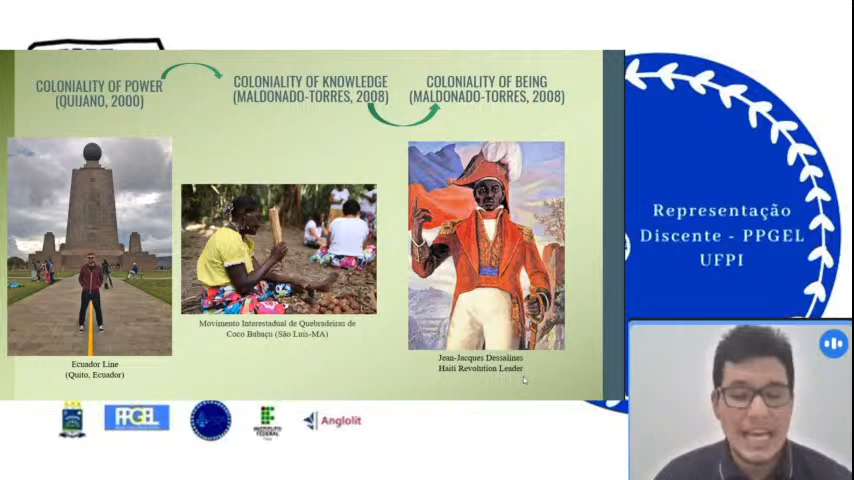 COLONIALITY OF POWER
(QUIJANO, 2000)
COLONIALITY OF KNOWLEDGE
(MALDONADO-TORRES, 2008)
COLONIALITY OF BEING
(MALDONADO-TORRES, 2008)
Ecuador Line
(Quito, Ecuador)
Movimento Interestadual de Quebradeiras de
Coco Babaçu (São Luís-MA)
Jean-Jacques Dessalines
Haiti Revolution Leader
Representação
Discente - PPGEL
UFPI
PPGEL
INSTITUTO
FEDERAL
Anglolit